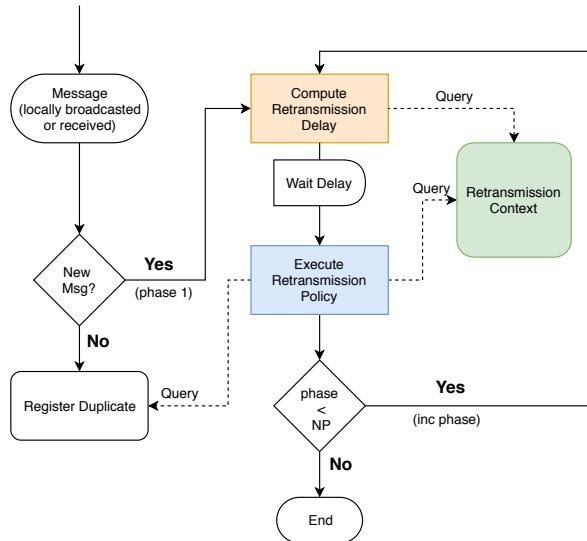 Message
(locally broadcasted
or received)
Compute
Retransmission
Delay
Query
Wait Delay
Query
Retransmission
Context
New
Msg?
Yes
(phase 1)
Execute
Retransmission
Policy
No
Register Duplicate
Query
phase
<
NP
Yes
(inc phase)
No
End